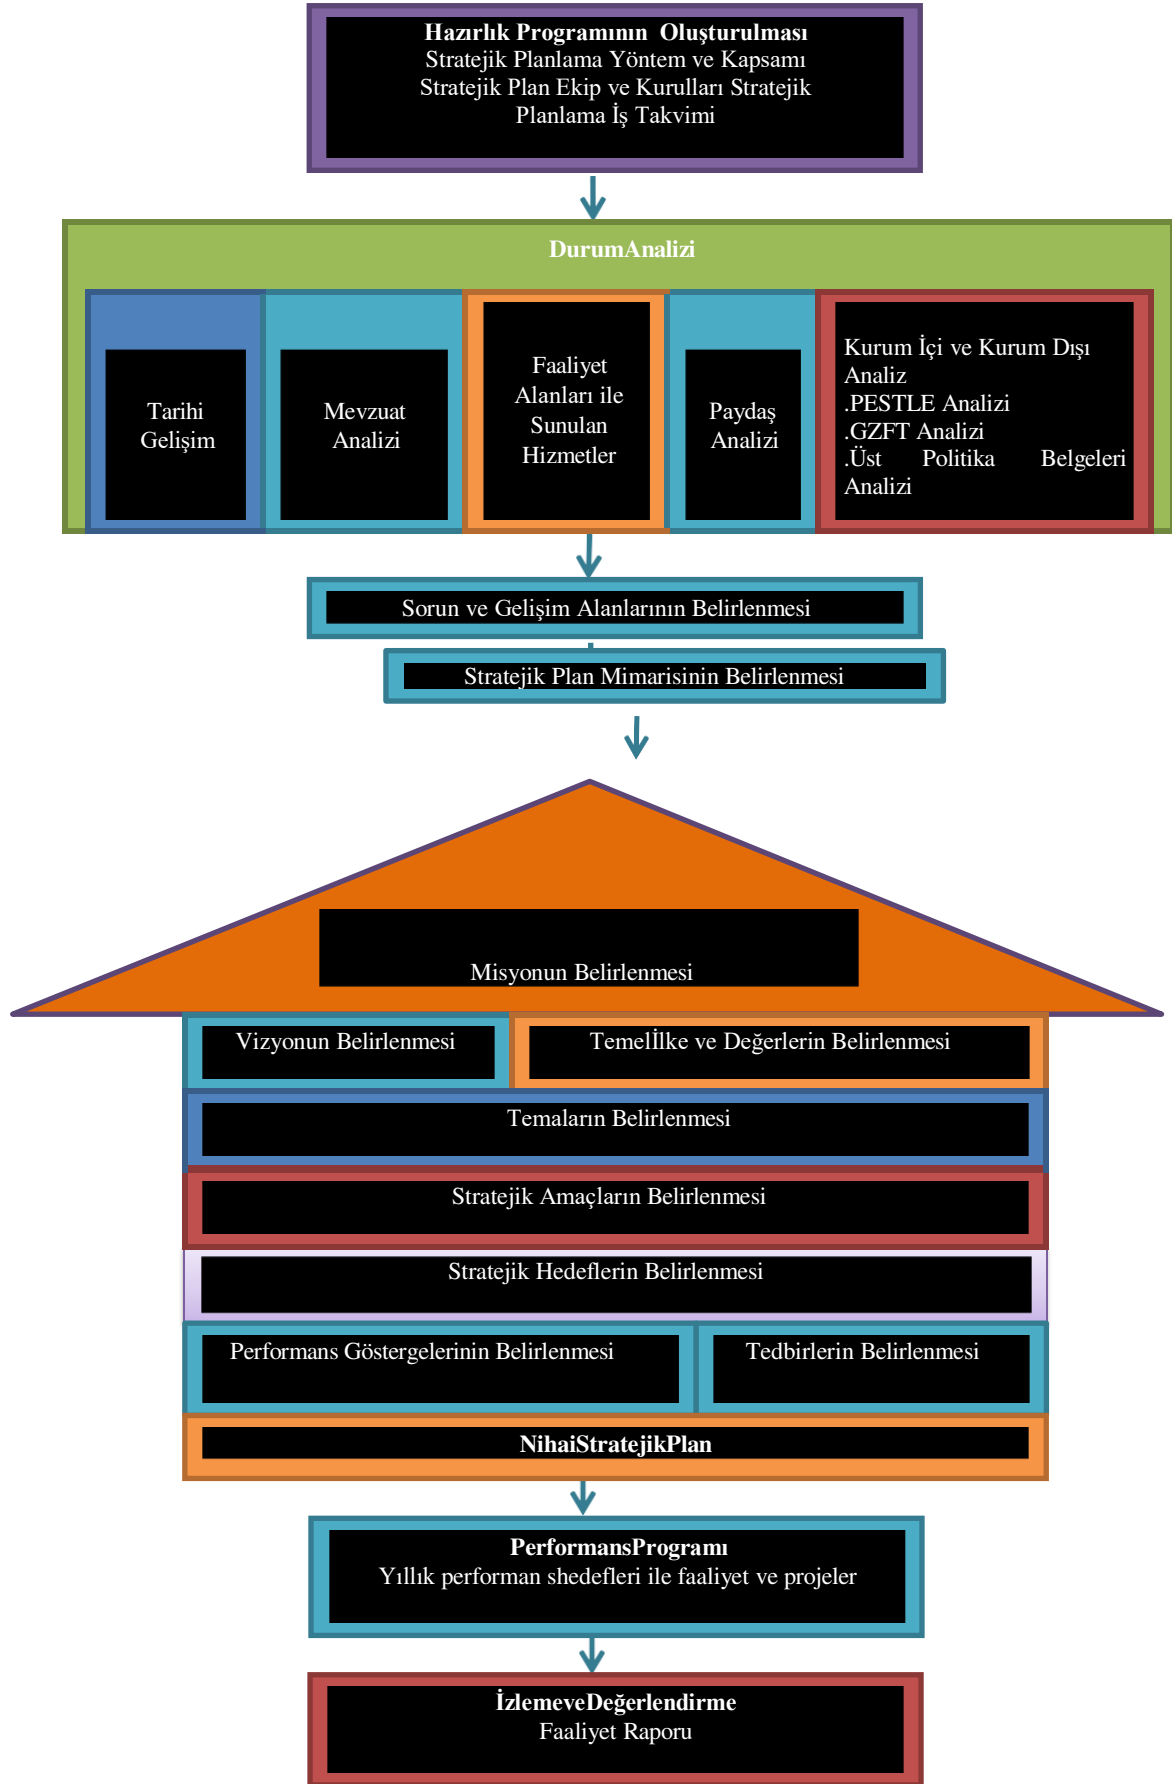 Hazırlık Programının Oluşturulması
Stratejik Planlama Yöntem ve Kapsamı
Stratejik Plan Ekip ve Kurulları Stratejik
Planlama İş Takvimi
DurumAnalizi
Tarihi
Gelişim
Mevzuat
Analizi
Faaliyet
Alanları ile
Sunulan
Hizmetler
Paydaş
Analizi
Kurum İçi ve Kurum Dışı
Analiz
.PESTLE Analizi
.GZFT Analizi
.Üst Politika Belgeleri
Analizi
Sorun ve Gelişim Alanlarının Belirlenmesi
Stratejik Plan Mimarisinin Belirlenmesi
Misyonun Belirlenmesi
Vizyonun Belirlenmesi
Temelİlke ve Değerlerin Belirlenmesi
Temaların Belirlenmesi
Stratejik Amaçların Belirlenmesi
Stratejik Hedeflerin Belirlenmesi
Performans Göstergelerinin Belirlenmesi
Tedbirlerin Belirlenmesi
NihaiStratejikPlan
PerformansProgramı
Yıllık performan shedefleri ile faaliyet ve projeler
İzlemeveDeğerlendirme
Faaliyet Raporu